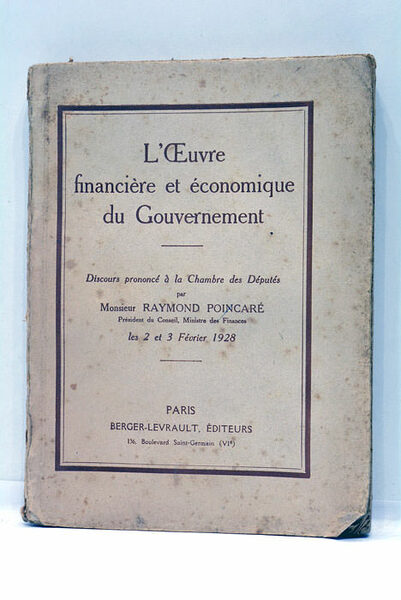 L'Œuvre
financière et économique
du Gouvernement
Discours prononcé à la Chambre des Députés
par
Monsieur RAYMOND POINCARÉ
Président du Conseil, Ministre des Finances
les 2 et 3 Février 1928
PARIS
BERGER-LEVRAULT, ÉDITEURS
136, Boulevard Saint-Germain (VIᵉ)